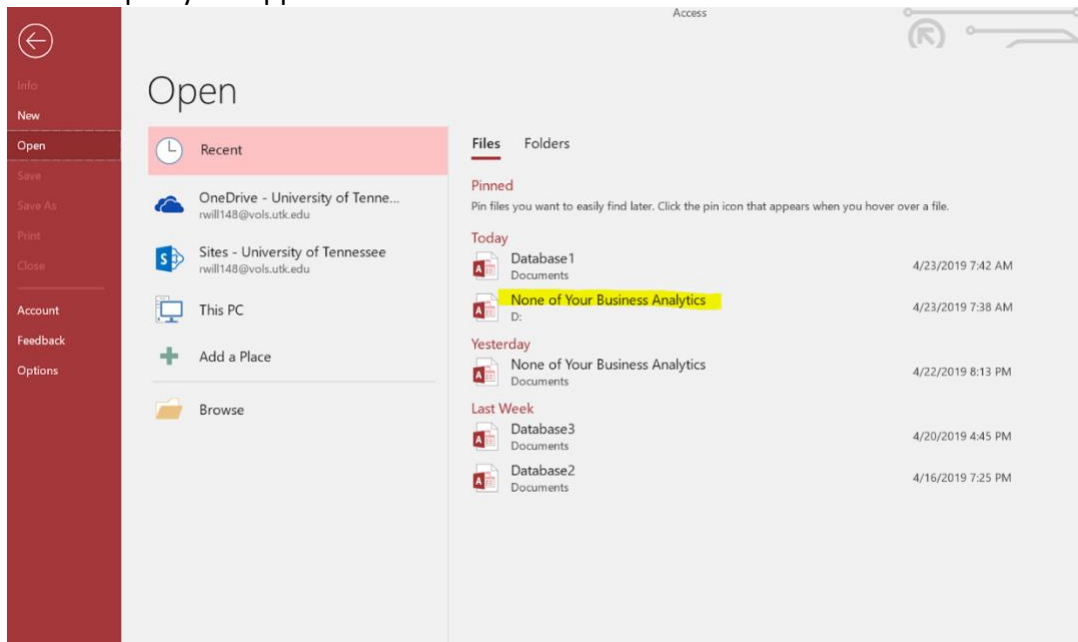 Access
Info
New
Open
Save
Save As
Print
Close
Account
Feedback
Options
Open
Recent
OneDrive - University of Tenne...
rwill148@vols.utk.edu
Sites - University of Tennessee
rwill148@vols.utk.edu
This PC
Add a Place
Browse
Files Folders
Pinned
Pin files you want to easily find later. Click the pin icon that appears when you hover over a file.
Today
Database1 4/23/2019 7:42 AM
Documents
None of Your Business Analytics 4/23/2019 7:38 AM
D:
Yesterday
None of Your Business Analytics 4/22/2019 8:13 PM
Documents
Last Week
Database3 4/20/2019 4:45 PM
Documents
Database2 4/16/2019 7:25 PM
Documents